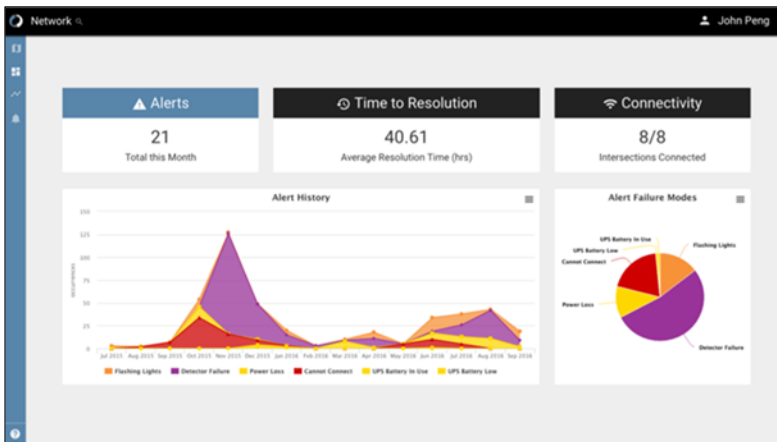 Network
John Peng
Alerts
21
Total this Month
Time to Resolution
40.61
Average Resolution Time (hrs)
Connectivity
8/8
Intersections Connected
Alert History
150
125
100
75
50
25
0
occurrences
Jul 2015 Aug 2015 Sep 2015 Oct 2015 Nov 2015 Dec 2015 Jan 2016 Feb 2016 Mar 2016 Apr 2016 May 2016 Jun 2016 Jul 2016 Aug 2016 Sep 2016
Flashing Lights Detector Failure Power Loss Cannot Connect UPS Battery In Use UPS Battery Low
Alert Failure Modes
UPS Battery In Use
UPS Battery Low
Cannot Connect
Flashing Lights
Power Loss
Detector Failure
?